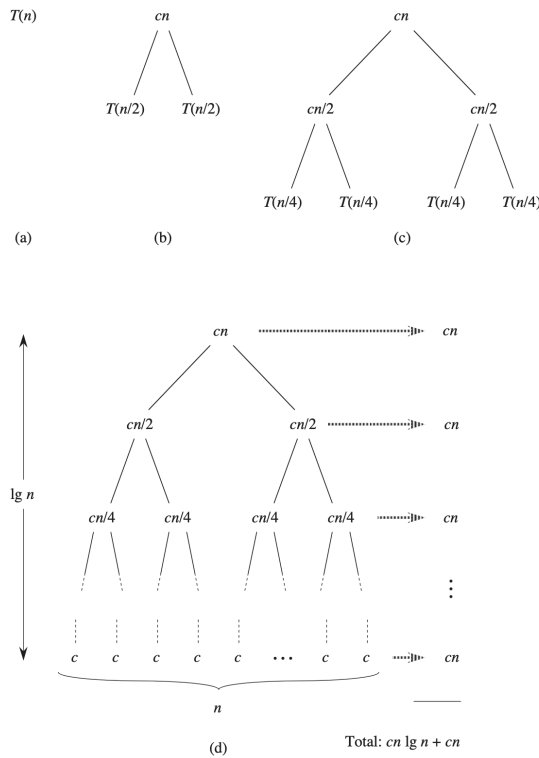 T(n) cn cn
T(n/2) T(n/2) cn/2 cn/2
T(n/4) T(n/4) T(n/4) T(n/4)
(a) (b) (c)
cn cn
cn/2 cn/2 cn
lg n
cn/4 cn/4 cn/4 cn/4 cn
c c c c c ... c c cn
n
Total: cn lg n + cn
(d)